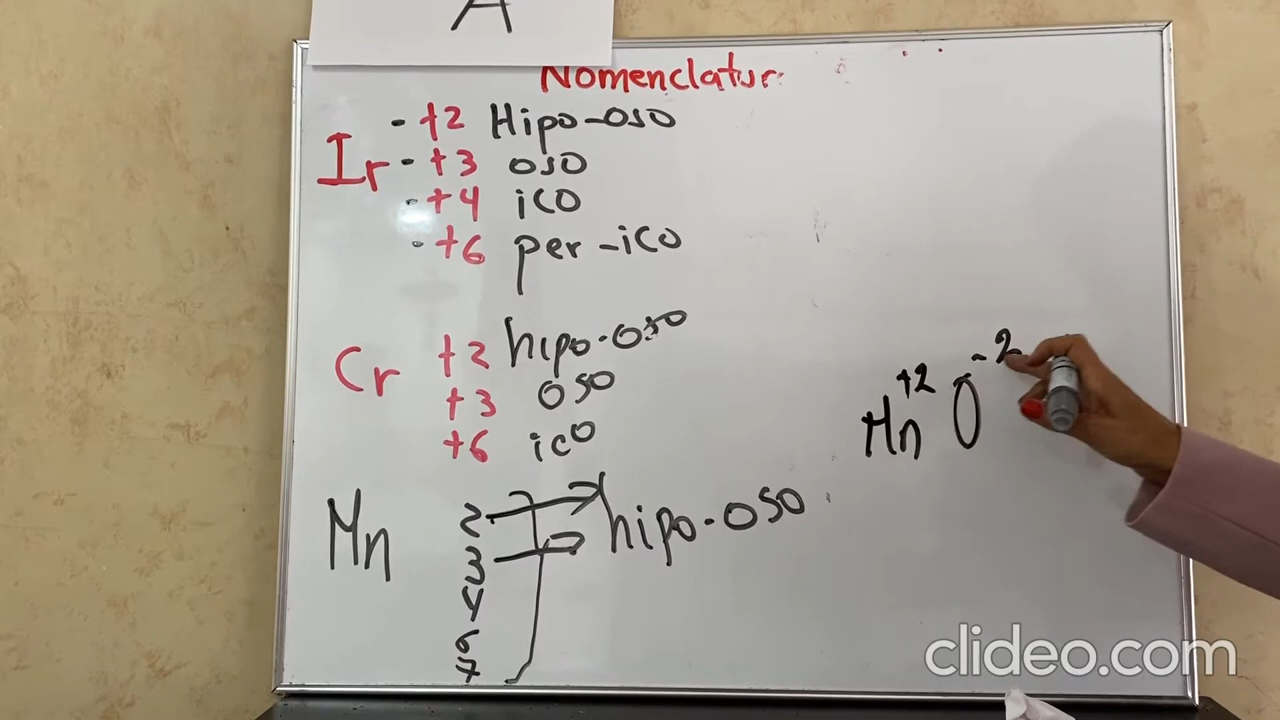 A
Nomenclatur
Ir
- +2 Hipo-oso
- +3 oso
- +4 ico
- +6 per-ico
Cr
+2 hipo-oso
+3 oso
+6 ico
Mn
2
3
4
6
7
hipo-oso
Mn+2 O-2
clideo.com